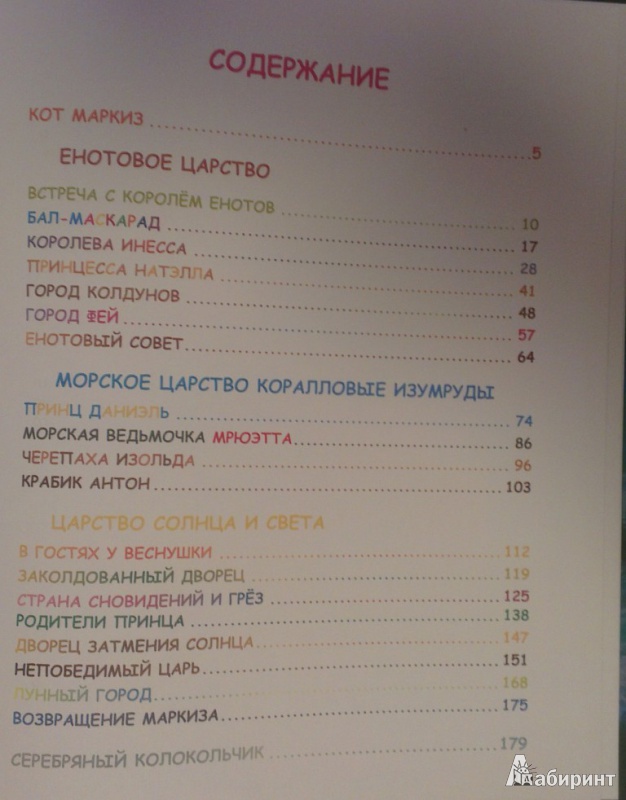 СОДЕРЖАНИЕ
КОТ МАРКИЗ 5
ЕНОТОВОЕ ЦАРСТВО
ВСТРЕЧА С КОРОЛЁМ ЕНОТОВ 10
БАЛ-МАСКАРАД 17
КОРОЛЕВА ИНЕССА 28
ПРИНЦЕССА НАТЭЛЛА 41
ГОРОД КОЛДУНОВ 48
ГОРОД ФЕЙ 57
ЕНОТОВЫЙ СОВЕТ 64
МОРСКОЕ ЦАРСТВО КОРАЛЛОВЫЕ ИЗУМРУДЫ
ПРИНЦ ДАНИЭЛЬ 74
МОРСКАЯ ВЕДЬМОЧКА МРЮЭТТА 86
ЧЕРЕПАХА ИЗОЛЬДА 96
КРАБИК АНТОН 103
ЦАРСТВО СОЛНЦА И СВЕТА
В ГОСТЯХ У ВЕСНУШКИ 112
ЗАКОЛДОВАННЫЙ ДВОРЕЦ 119
СТРАНА СНОВИДЕНИЙ И ГРЁЗ 125
РОДИТЕЛИ ПРИНЦА 138
ДВОРЕЦ ЗАТМЕНИЯ СОЛНЦА 147
НЕПОБЕДИМЫЙ ЦАРЬ 151
ЛУННЫЙ ГОРОД 168
ВОЗВРАЩЕНИЕ МАРКИЗА 175
СЕРЕБРЯНЫЙ КОЛОКОЛЬЧИК 179
Лабиринт